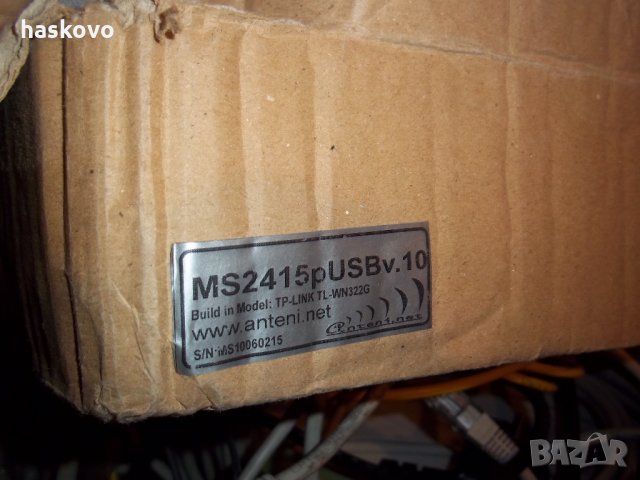 haskovo
MS2415pUSBv.10
Build in Model: TP-LINK TL-WN322G
www.anteni.net
Anteni.net
S/N:MS10060215
BAZAR